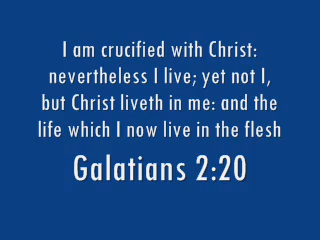 I am crucified with Christ:
nevertheless I live; yet not I,
but Christ liveth in me: and the
life which I now live in the flesh
Galatians 2:20